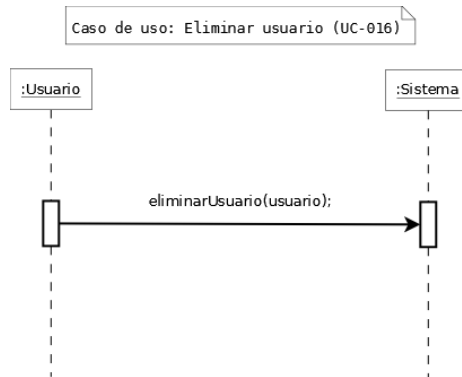 Caso de uso: Eliminar usuario (UC-016)
:Usuario
:Sistema
eliminarUsuario(usuario);